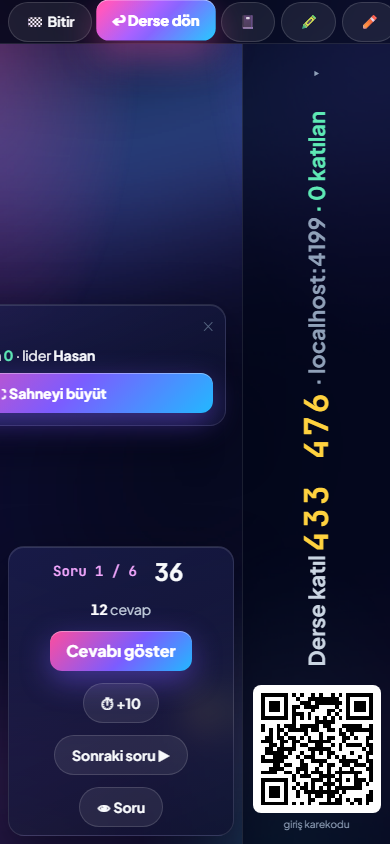 Bitir
Derse dön
0 · lider Hasan
Sahneyi büyüt
Soru 1 / 6 36
12 cevap
Cevabı göster
+10
Sonraki soru
Soru
Derse katıl 433 476 · localhost:4199 · 0 katılan
giriş karekodu